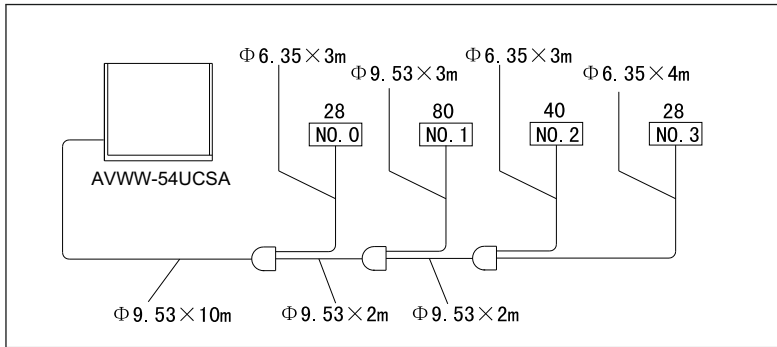 Φ6.35×3m
Φ6.35×3m
Φ9.53×3m
Φ6.35×4m
28
80
40
28
NO.0
NO.1
NO.2
NO.3
AVWW-54UCSA
Φ9.53×10m
Φ9.53×2m
Φ9.53×2m